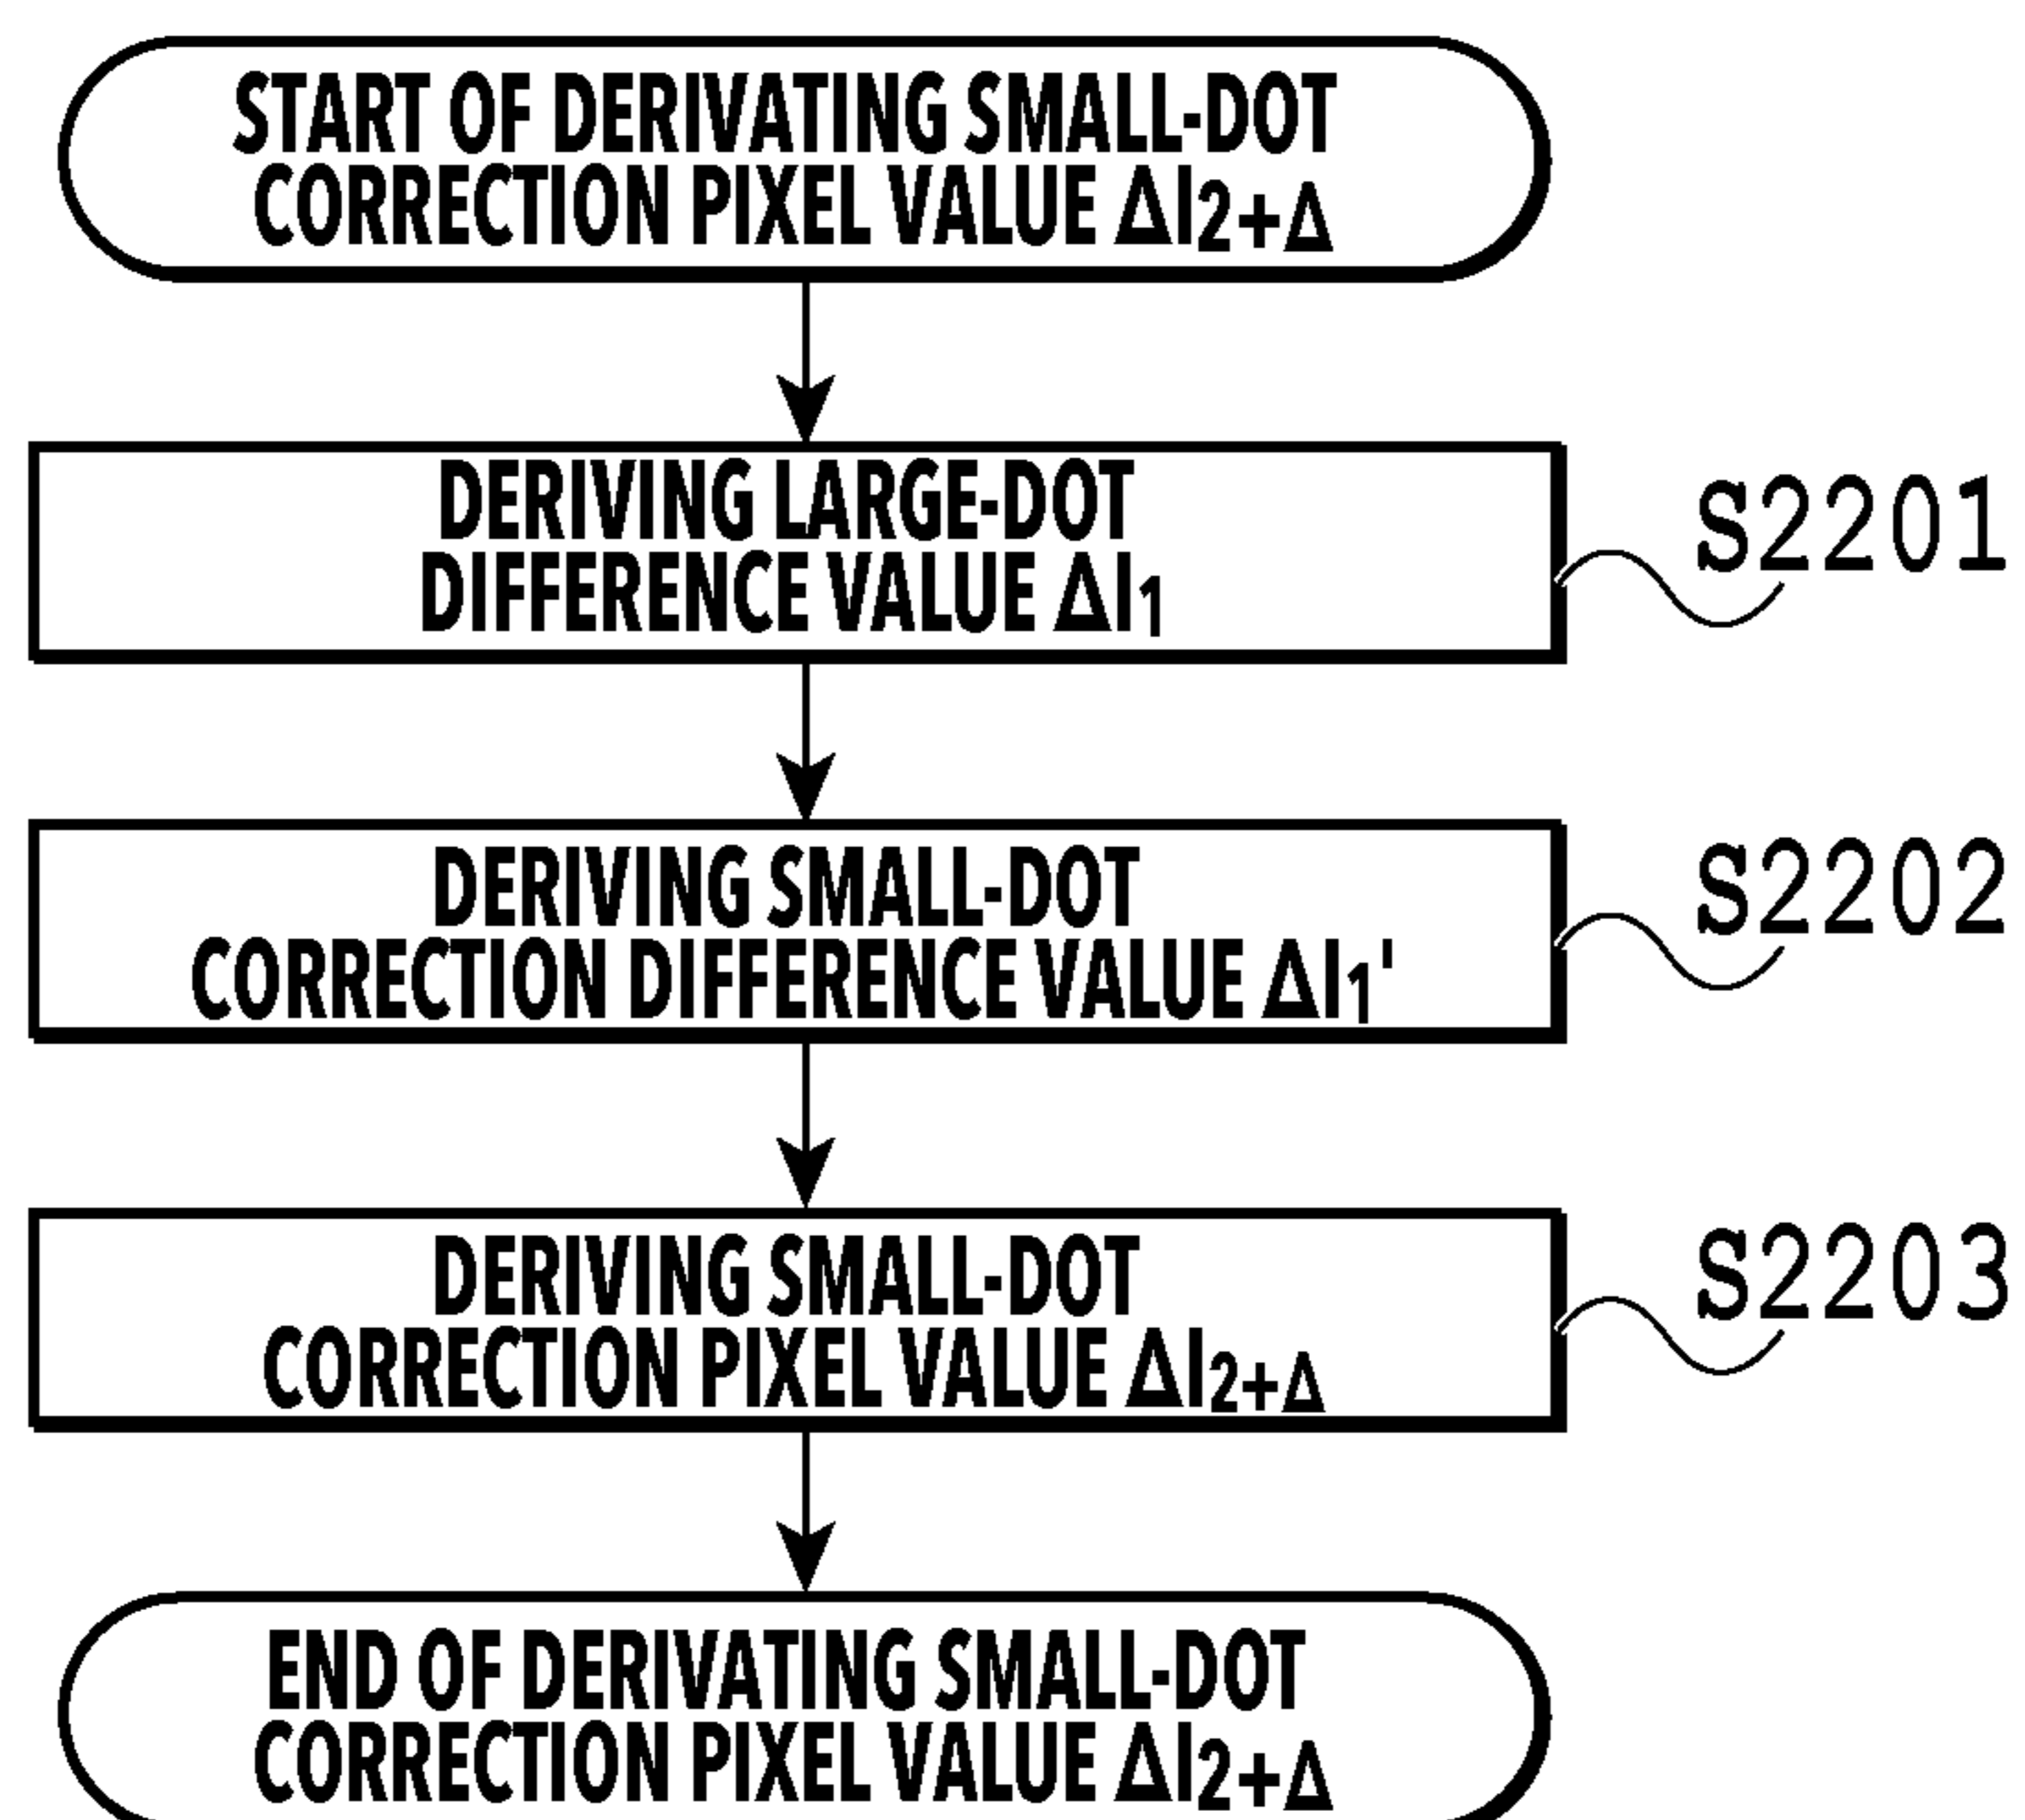 START OF DERIVATING SMALL-DOT
CORRECTION PIXEL VALUE ΔI2+Δ
DERIVING LARGE-DOT
DIFFERENCE VALUE ΔI1
S2201
DERIVING SMALL-DOT
CORRECTION DIFFERENCE VALUE ΔI1'
S2202
DERIVING SMALL-DOT
CORRECTION PIXEL VALUE ΔI2+Δ
S2203
END OF DERIVATING SMALL-DOT
CORRECTION PIXEL VALUE ΔI2+Δ